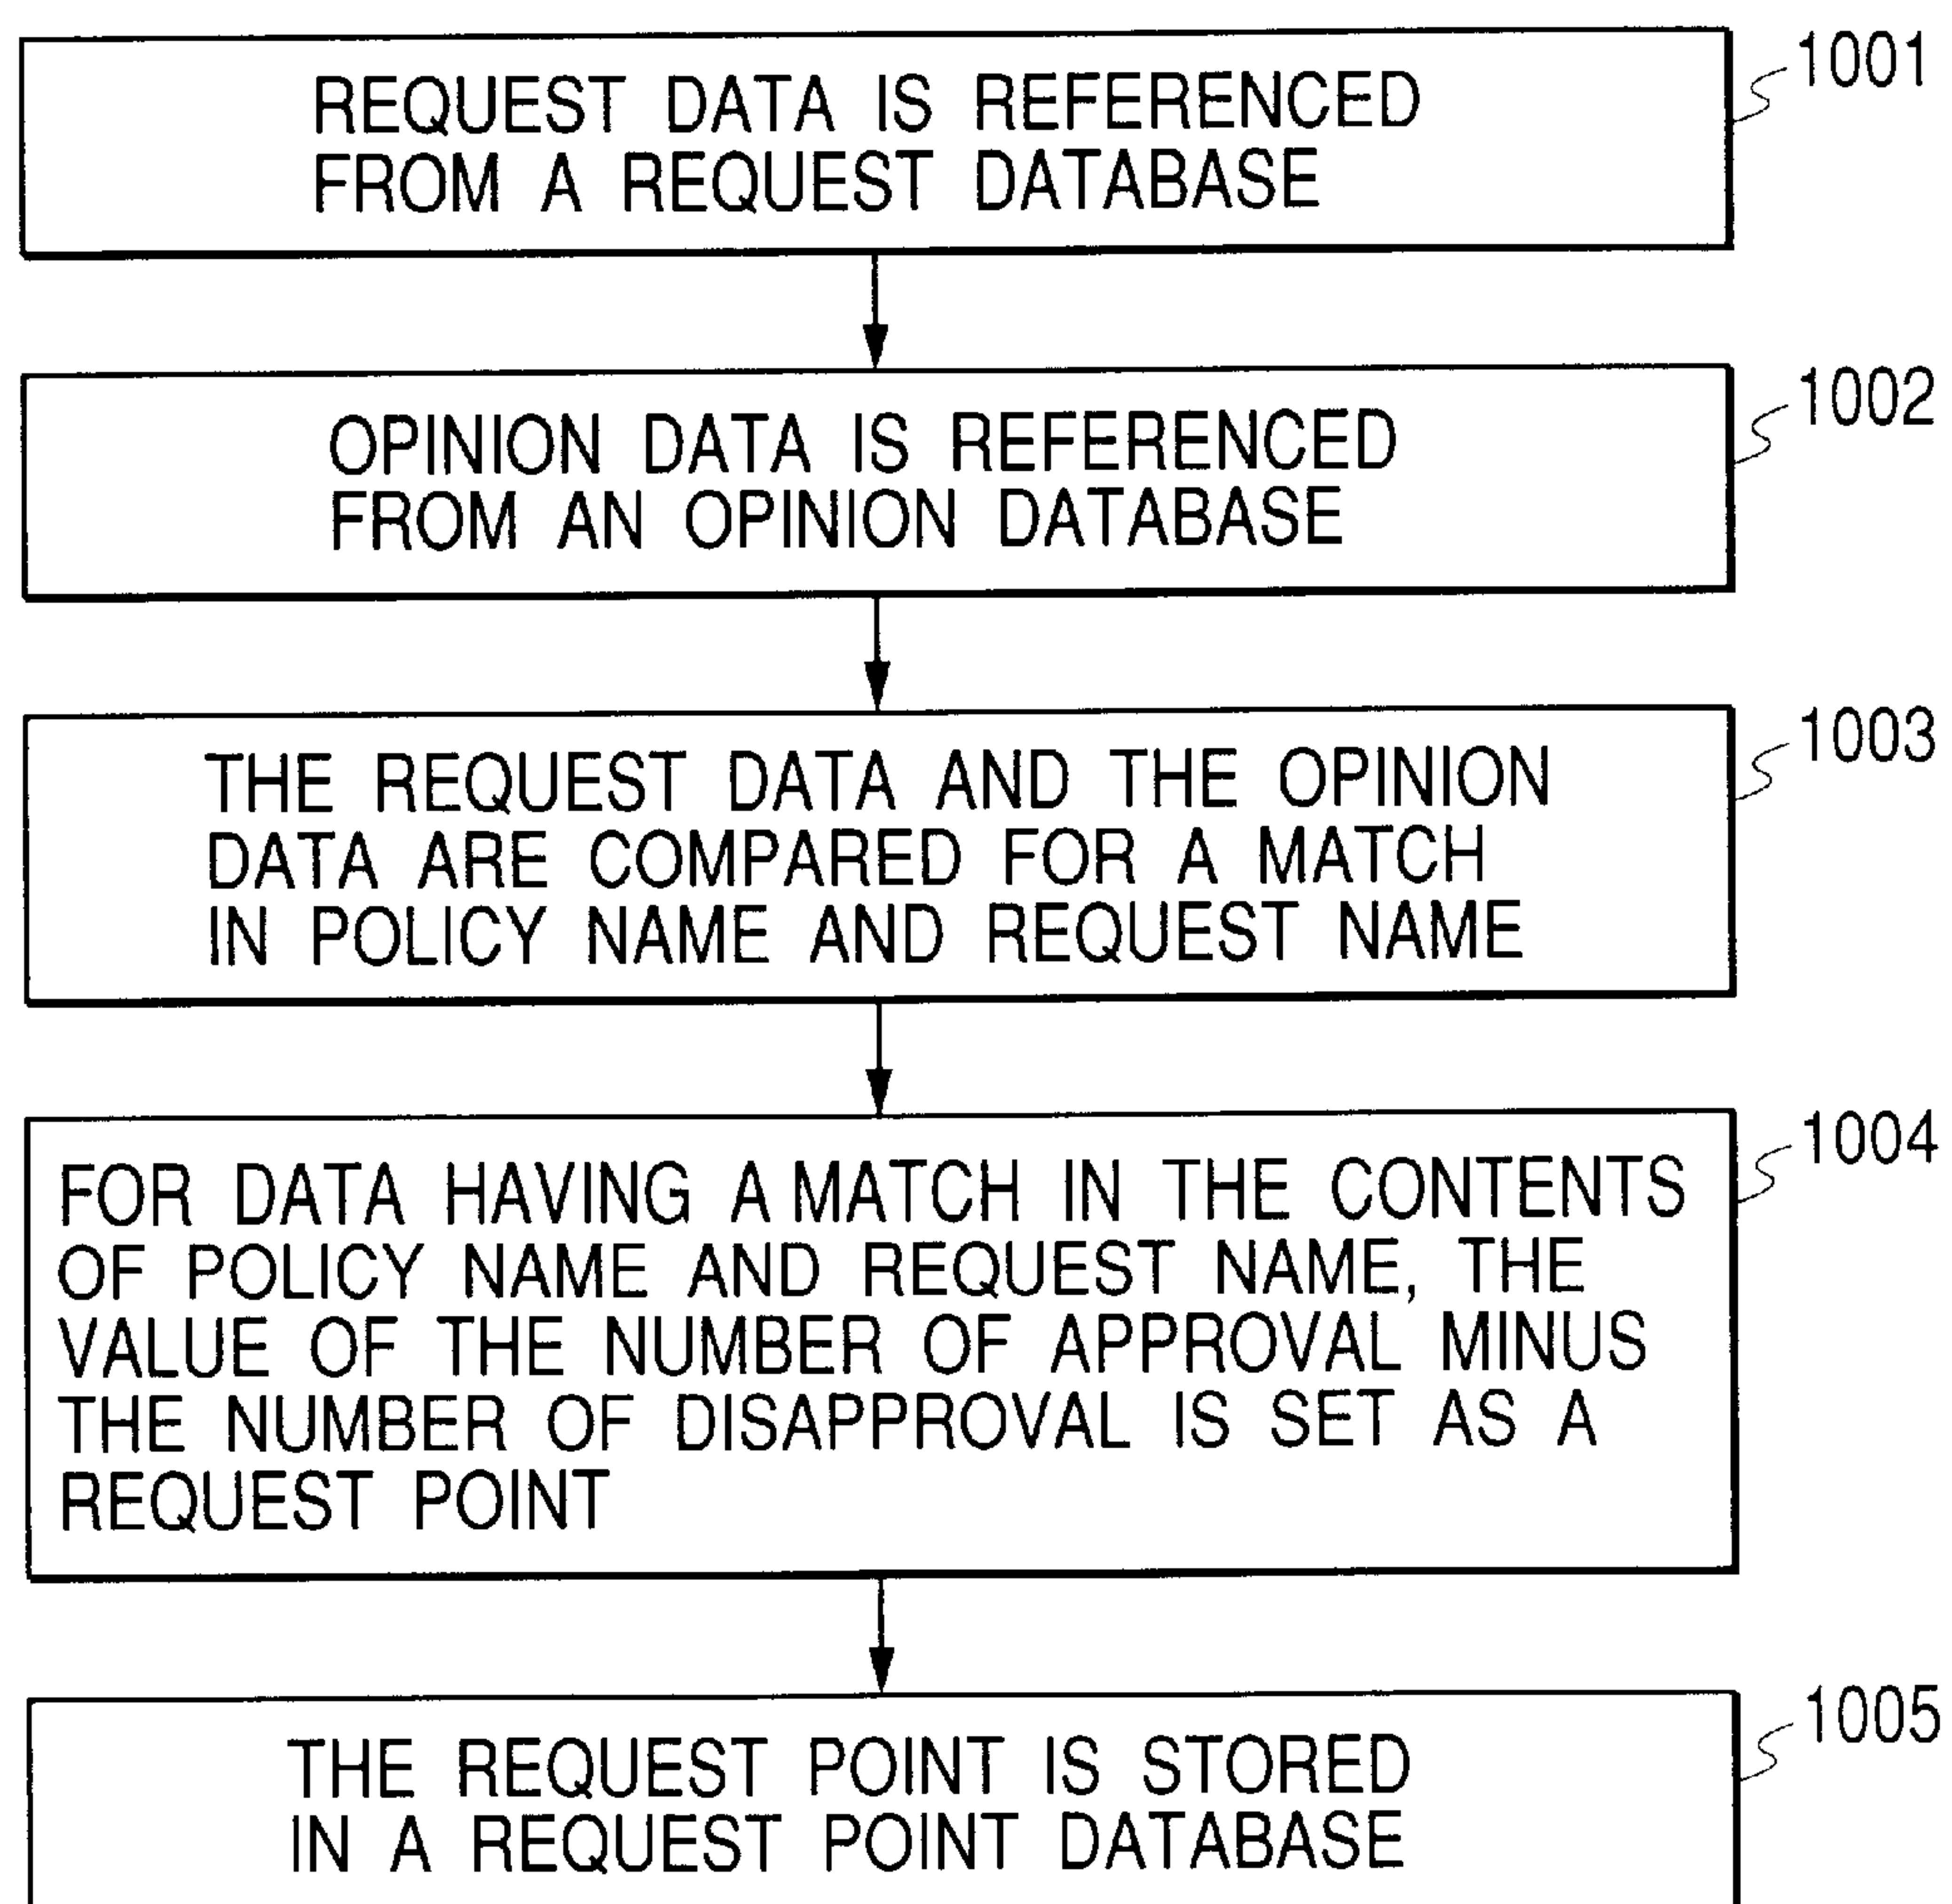 REQUEST DATA IS REFERENCED
FROM A REQUEST DATABASE
1001
OPINION DATA IS REFERENCED
FROM AN OPINION DATABASE
1002
THE REQUEST DATA AND THE OPINION
DATA ARE COMPARED FOR A MATCH
IN POLICY NAME AND REQUEST NAME
1003
FOR DATA HAVING A MATCH IN THE CONTENTS
OF POLICY NAME AND REQUEST NAME, THE
VALUE OF THE NUMBER OF APPROVAL MINUS
THE NUMBER OF DISAPPROVAL IS SET AS A
REQUEST POINT
1004
THE REQUEST POINT IS STORED
IN A REQUEST POINT DATABASE
1005